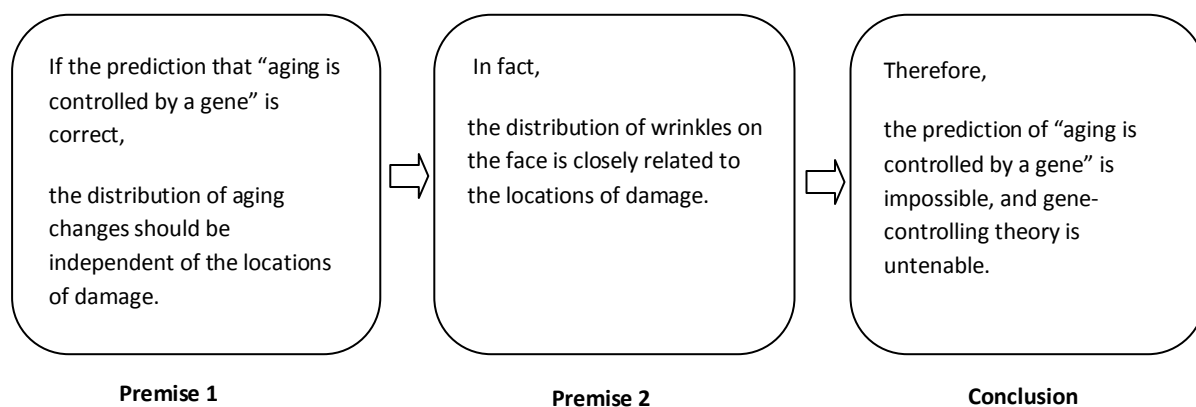 If the prediction that “aging is
controlled by a gene” is
correct,
the distribution of aging
changes should be
independent of the locations
of damage.
In fact,
the distribution of wrinkles on
the face is closely related to
the locations of damage.
Therefore,
the prediction of “aging is
controlled by a gene” is
impossible, and gene-
controlling theory is
untenable.
Premise 1
Premise 2
Conclusion